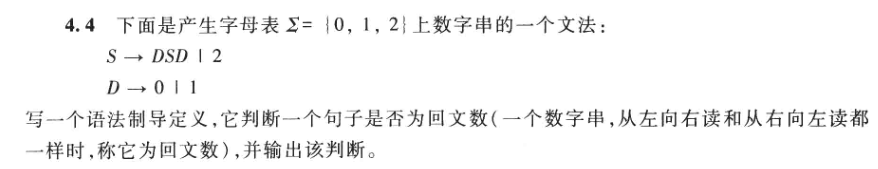 4.4 下面是产生字母表 Σ= {0, 1, 2}上数字串的一个文法:
S → DSD | 2
D → 0 | 1
写一个语法制导定义,它判断一个句子是否为回文数(一个数字串,从左向右读和从右向左读都
一样时,称它为回文数),并输出该判断。